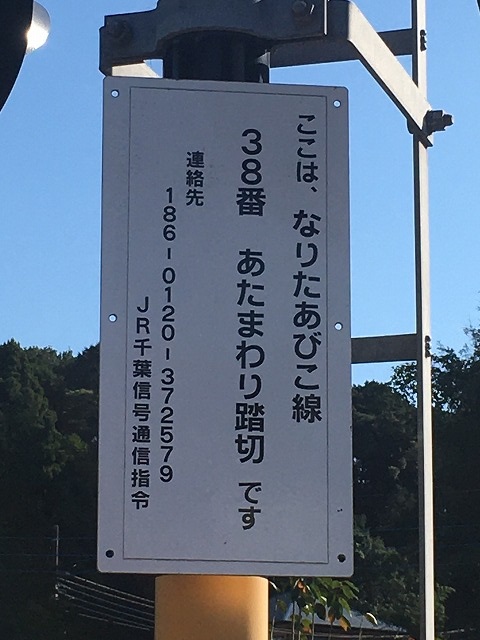 ここは、なりたあびこ線
38番 あたまわり踏切 です
連絡先
186-0120-372579
JR千葉信号通信指令